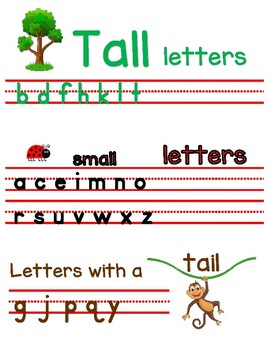 Tall letters
b d f h k l t
small letters
a c e i m n o
r s u v w x z
Letters with a tail
g j p q y